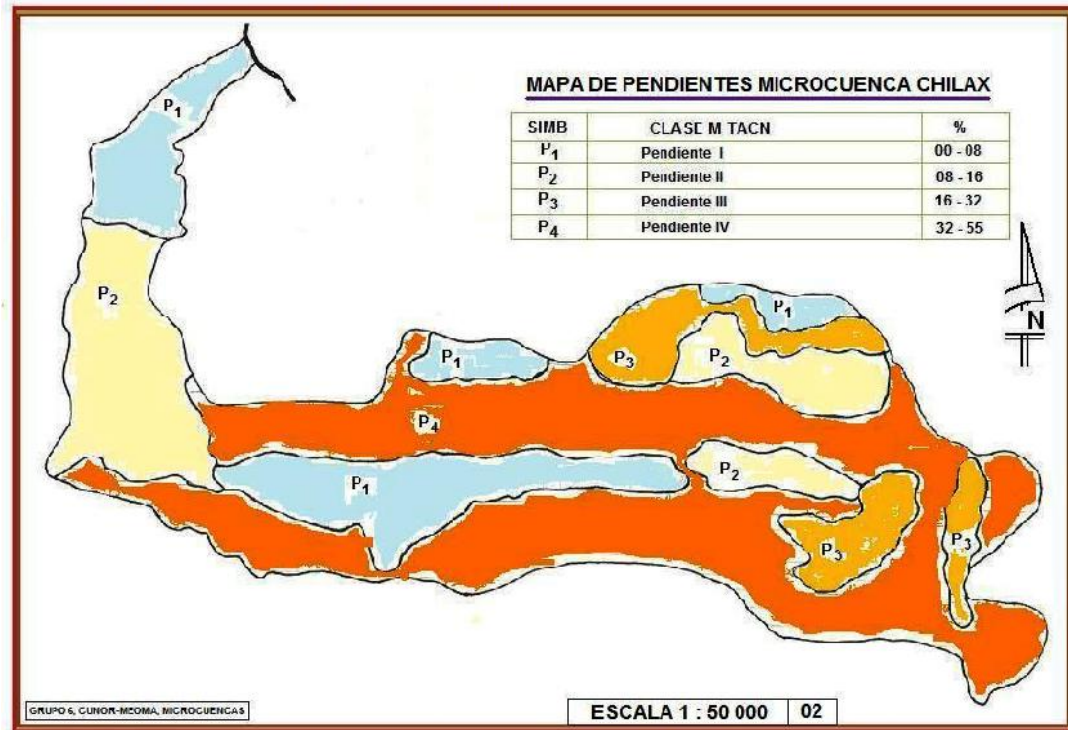 MAPA DE PENDIENTES MICROCUENCA CHILAX
SIMB CLASE M TACN %
P1 Pendiente I 00 - 08
P2 Pendiente II 08 - 16
P3 Pendiente III 16 - 32
P4 Pendiente IV 32 - 55
P1
P2
P1
P1
P3
P2
N
P4
P1
P2
P3
P3
GRUPO 6, CUNOR-MEOMA, MICROCUENCAS
ESCALA 1 : 50 000 02